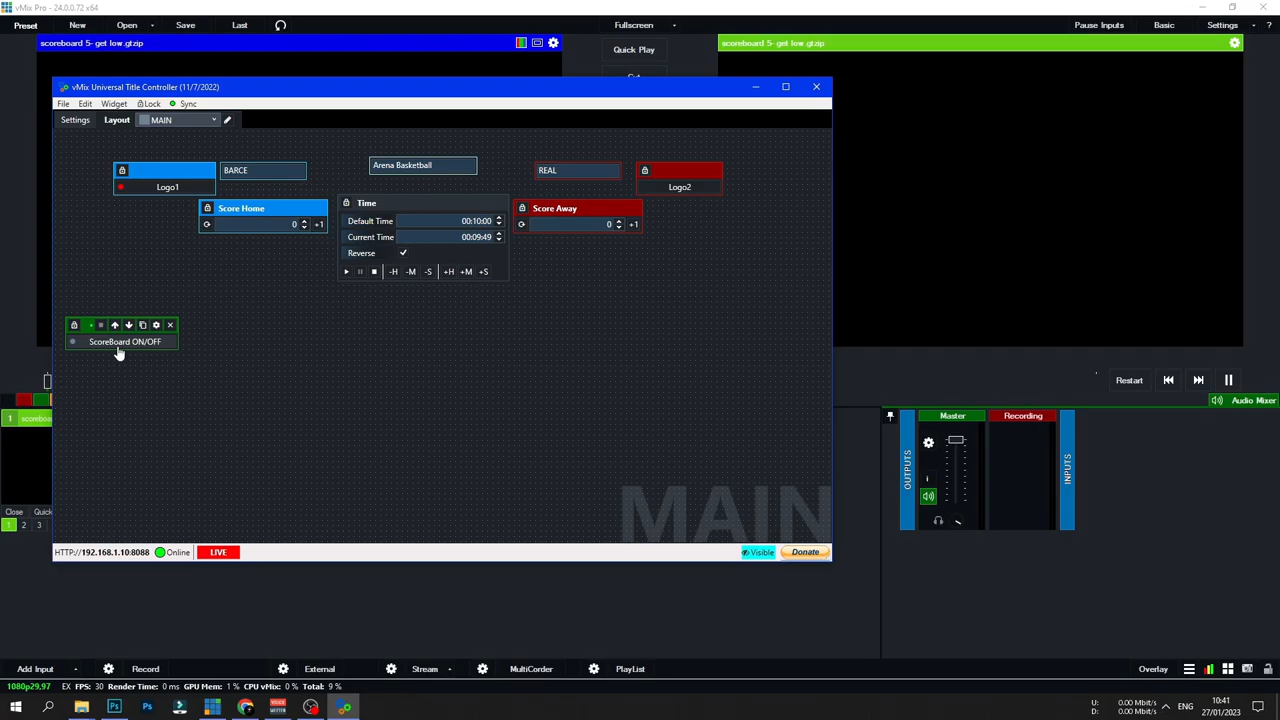 vMix Pro - 24.0.0.72 x64
Preset New Open Save Last Fullscreen Pause Inputs Basic Settings ?
scoreboard 5- get low.gtzip
scoreboard 5- get low.gtzip
Quick Play
vMix Universal Title Controller (11/7/2022)
File Edit Widget Lock Sync
Settings Layout MAIN
BARCE
Arena Basketball
REAL
Logo1
Logo2
Score Home
0 +1
Time
Default Time 00:10:00
Current Time 00:09:49
Reverse
-H -M -S +H +M +S
Score Away
0 +1
ScoreBoard ON/OFF
MAIN
HTTP://192.168.1.10:8088 Online LIVE Visible Donate
Restart
Audio Mixer
1 scoreboar
Close Quick
1 2 3
OUTPUTS
Master
Recording
INPUTS
Add Input Record External Stream MultiCorder PlayList Overlay
1080p29,97 EX FPS: 30 Render Time: 0 ms GPU Mem: 1 % CPU vMix: 0 % Total: 9 %
U: 0.00 Mbit/s
D: 0.00 Mbit/s
ENG
10:41
27/01/2023